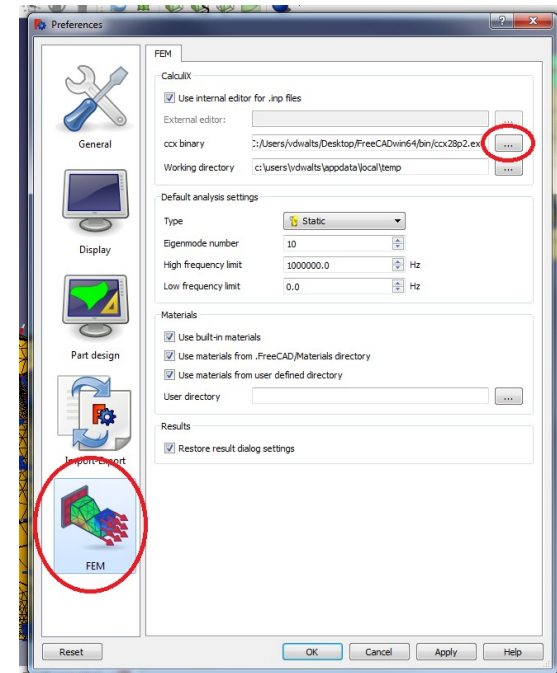 Preferences
FEM
CalculiX
Use internal editor for .inp files
External editor:
...
ccx binary
:/Users/vdwalts/Desktop/FreeCADwin64/bin/ccx28p2.ex
...
Working directory
c:\users\vdwalts\appdata\local\temp
...
Default analysis settings
Type
Static
Eigenmode number
10
High frequency limit
1000000.0
Hz
Low frequency limit
0.0
Hz
Materials
Use built-in materials
Use materials from .FreeCAD/Materials directory
Use materials from user defined directory
User directory
...
Results
Restore result dialog settings
General
Display
Part design
Import-Export
FEM
Reset
OK
Cancel
Apply
Help